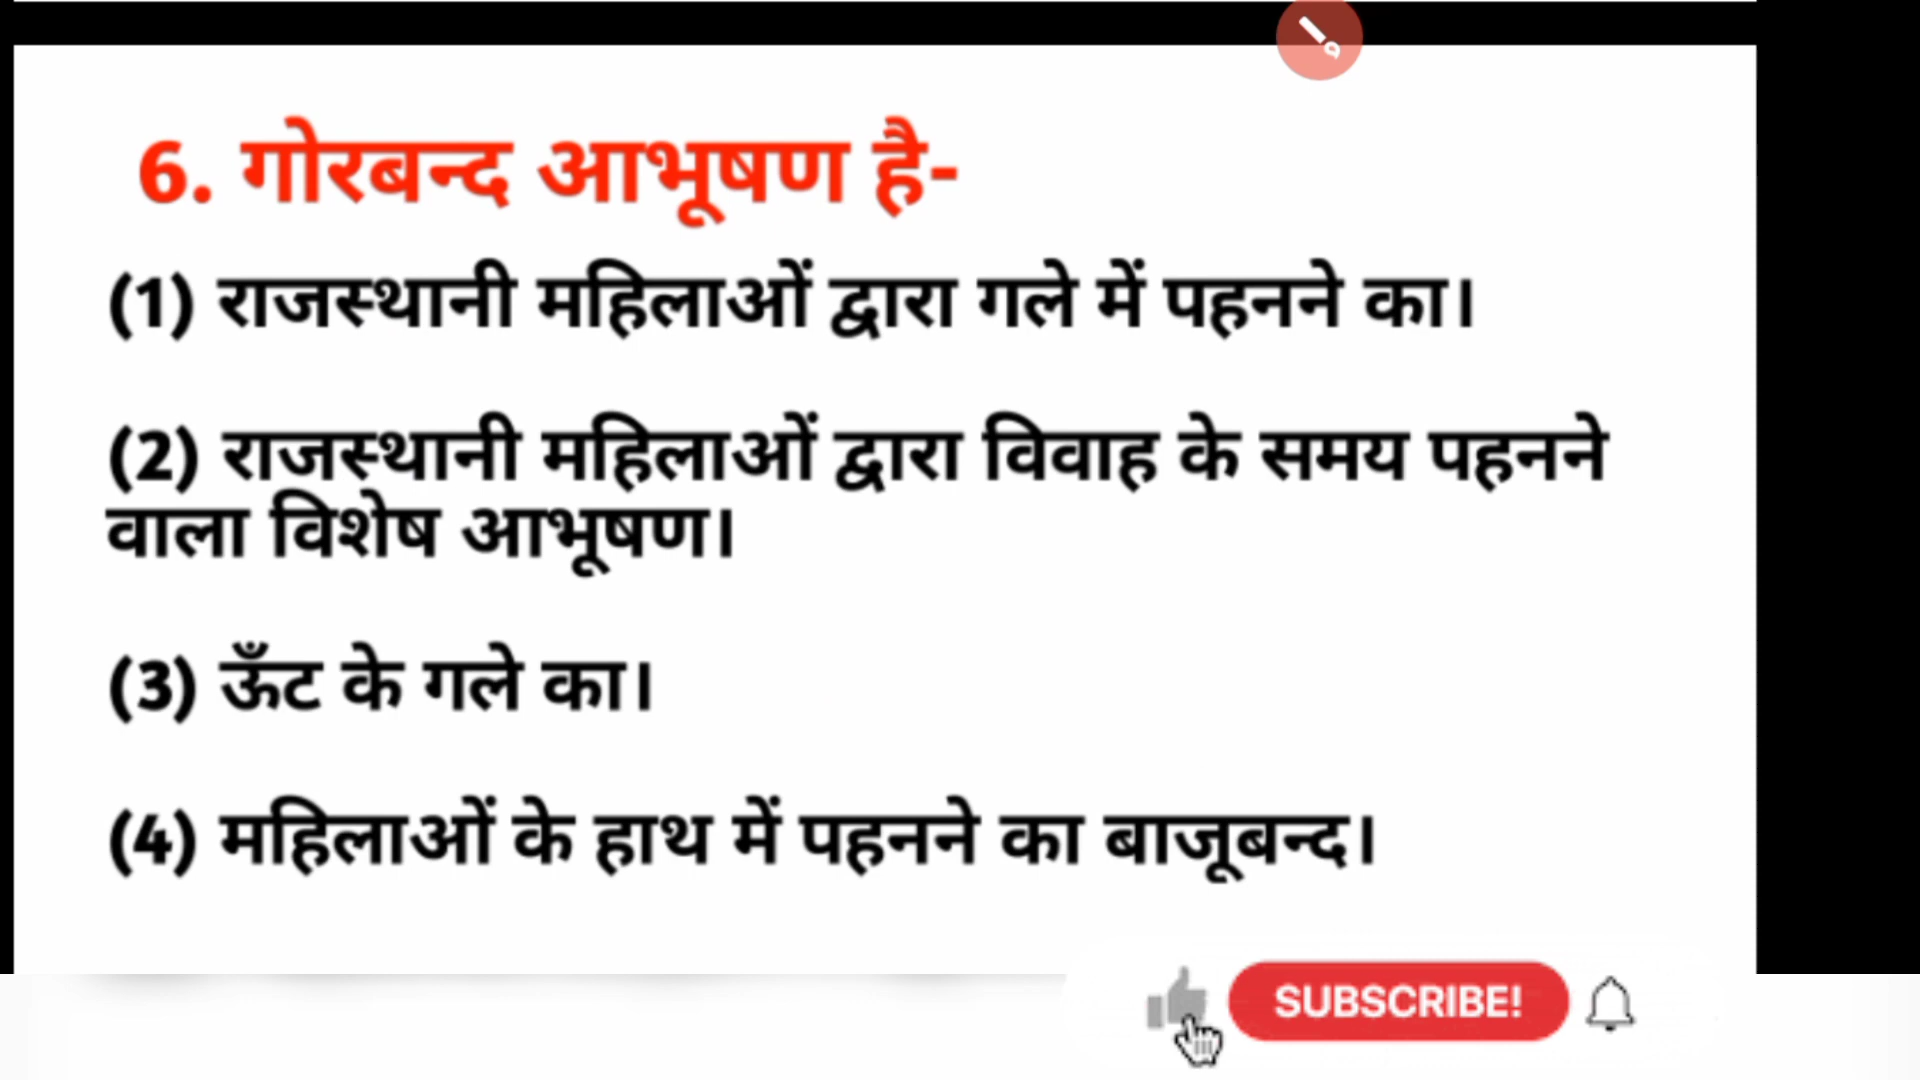 6. गोरबन्द आभूषण है-
(1) राजस्थानी महिलाओं द्वारा गले में पहनने का।
(2) राजस्थानी महिलाओं द्वारा विवाह के समय पहनने
वाला विशेष आभूषण।
(3) ऊँट के गले का।
(4) महिलाओं के हाथ में पहनने का बाजूबन्द।
SUBSCRIBE!